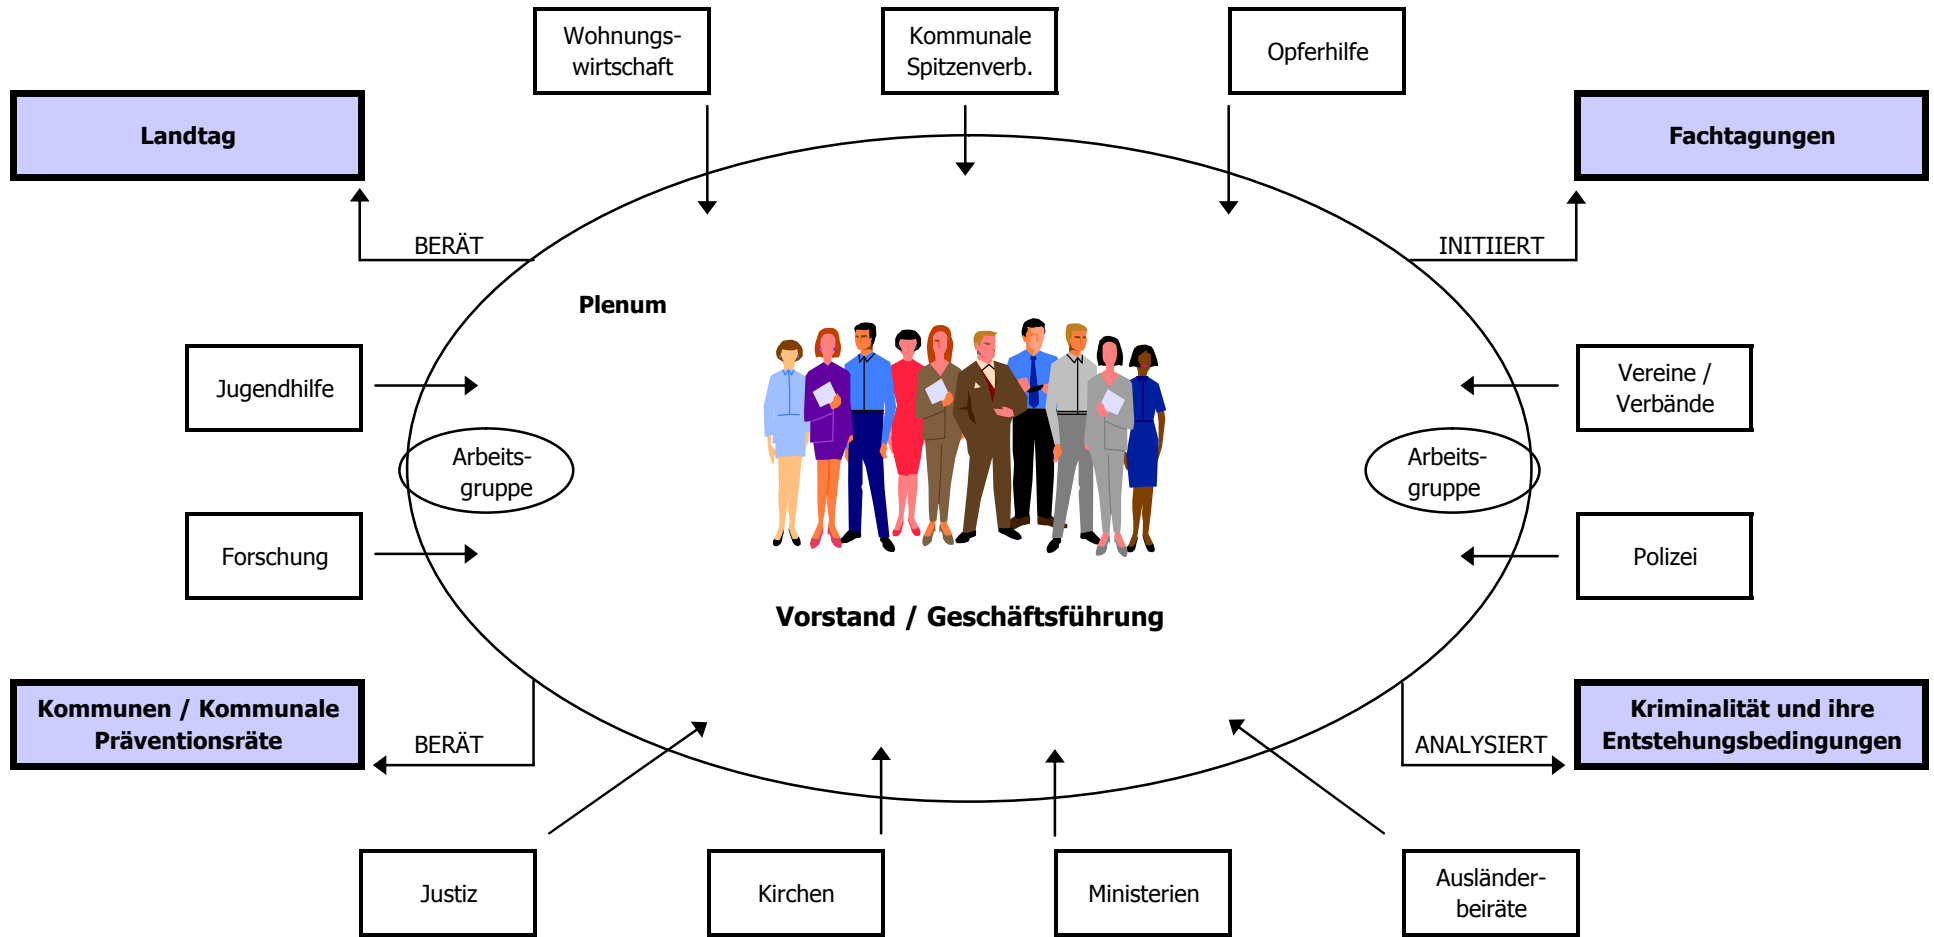 Wohnungs-
wirtschaft
Kommunale
Spitzenverb.
Opferhilfe
Landtag
Fachtagungen
BERÄT
INITIIERT
Plenum
Jugendhilfe
Vereine /
Verbände
Arbeits-
gruppe
Arbeits-
gruppe
Forschung
Polizei
Vorstand / Geschäftsführung
Kommunen / Kommunale
Präventionsräte
BERÄT
ANALYSIERT
Kriminalität und ihre
Entstehungsbedingungen
Justiz
Kirchen
Ministerien
Ausländer-
beiräte